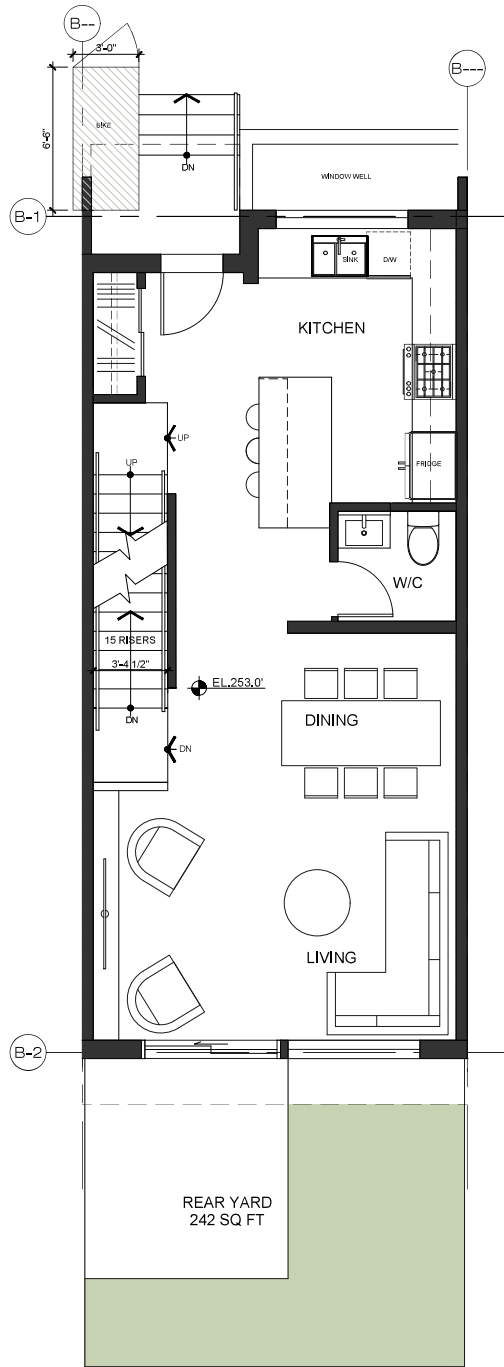 B--
B---
3'-0"
BIKE
6'-6"
DN
WINDOW WELL
B-1
SINK
D/W
KITCHEN
UP
UP
FRIDGE
W/C
15 RISERS
3'-4 1/2"
EL.253.0'
DN
DINING
DN
LIVING
B-2
REAR YARD
242 SQ FT